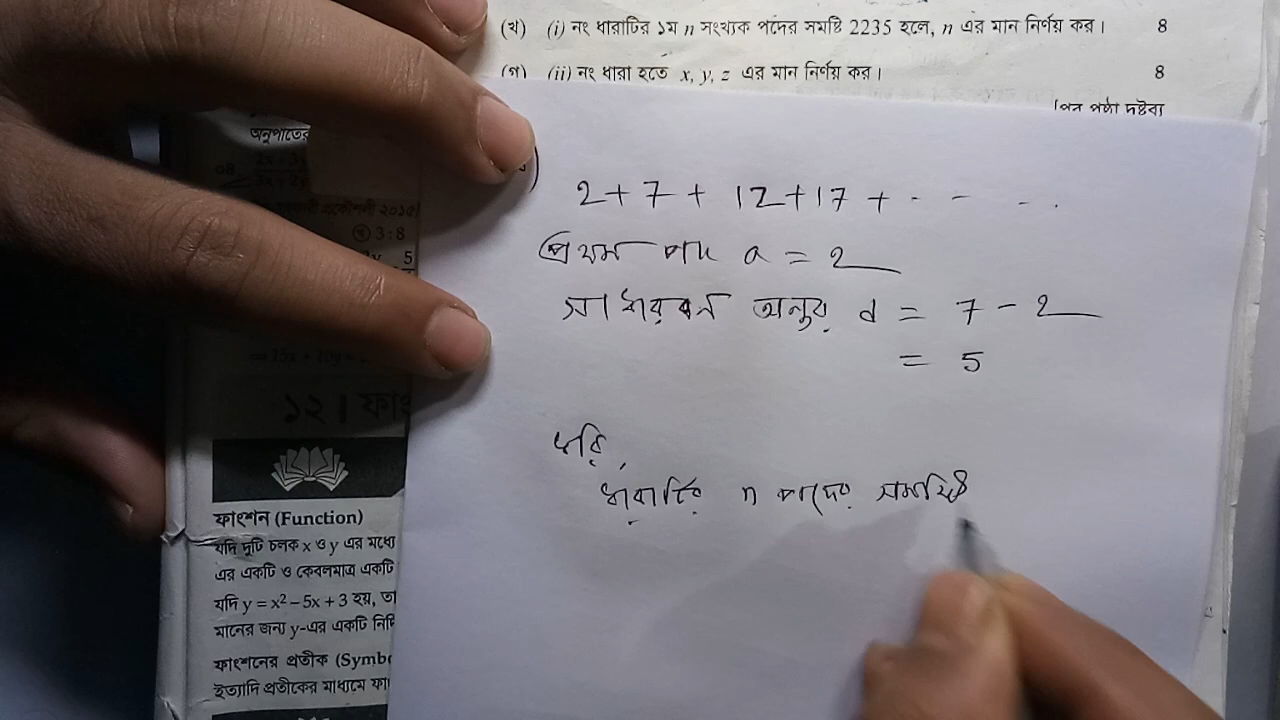 (খ) (i) নং ধারাটির ১ম n সংখ্যক পদের সমষ্টি 2235 হলে, n এর মান নির্ণয় কর। 8
(গ) (ii) নং ধারা হতে x, y, z এর মান নির্ণয় কর। 8
2 + 7 + 12 + 17 + - - - .
প্রথম পদ a = 2
সাধারণ অন্তর d = 7 - 2
= 5
ধরি,
ধারাটির n পদের সমষ্টি
অনুপাতের
3:8
১২। ফাং
ফাংশন (Function)
যদি দুটি চলক x ও y এর মধ্যে
এর একটি ও কেবলমাত্র একটি
যদি y = x² – 5x + 3 হয়, তা
মানের জন্য y-এর একটি নির্দি
ফাংশনের প্রতীক (Symbo
ইত্যাদি প্রতীকের মাধ্যমে ফা